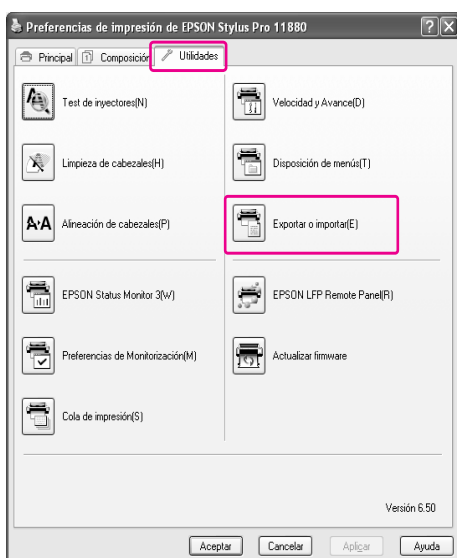 Preferencias de impresión de EPSON Stylus Pro 11880
Principal
Composición
Utilidades
Test de inyectores(N)
Velocidad y Avance(D)
Limpieza de cabezales(H)
Disposición de menús(T)
Alineación de cabezales(P)
Exportar o importar(E)
EPSON Status Monitor 3(W)
EPSON LFP Remote Panel(R)
Preferencias de Monitorización(M)
Actualizar firmware
Cola de impresión(S)
Versión 6.50
Aceptar
Cancelar
Aplicar
Ayuda